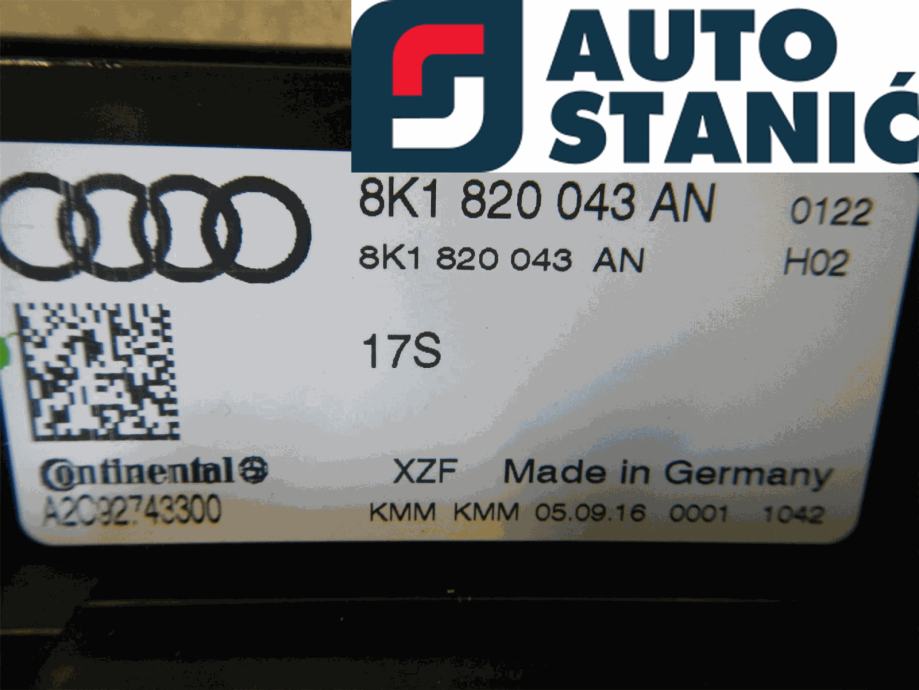 AUTO
STANIĆ
8K1 820 043 AN 0122
8K1 820 043 AN H02
17S
Continental XZF Made in Germany
A2C92743300 KMM KMM 05.09.16 0001 1042